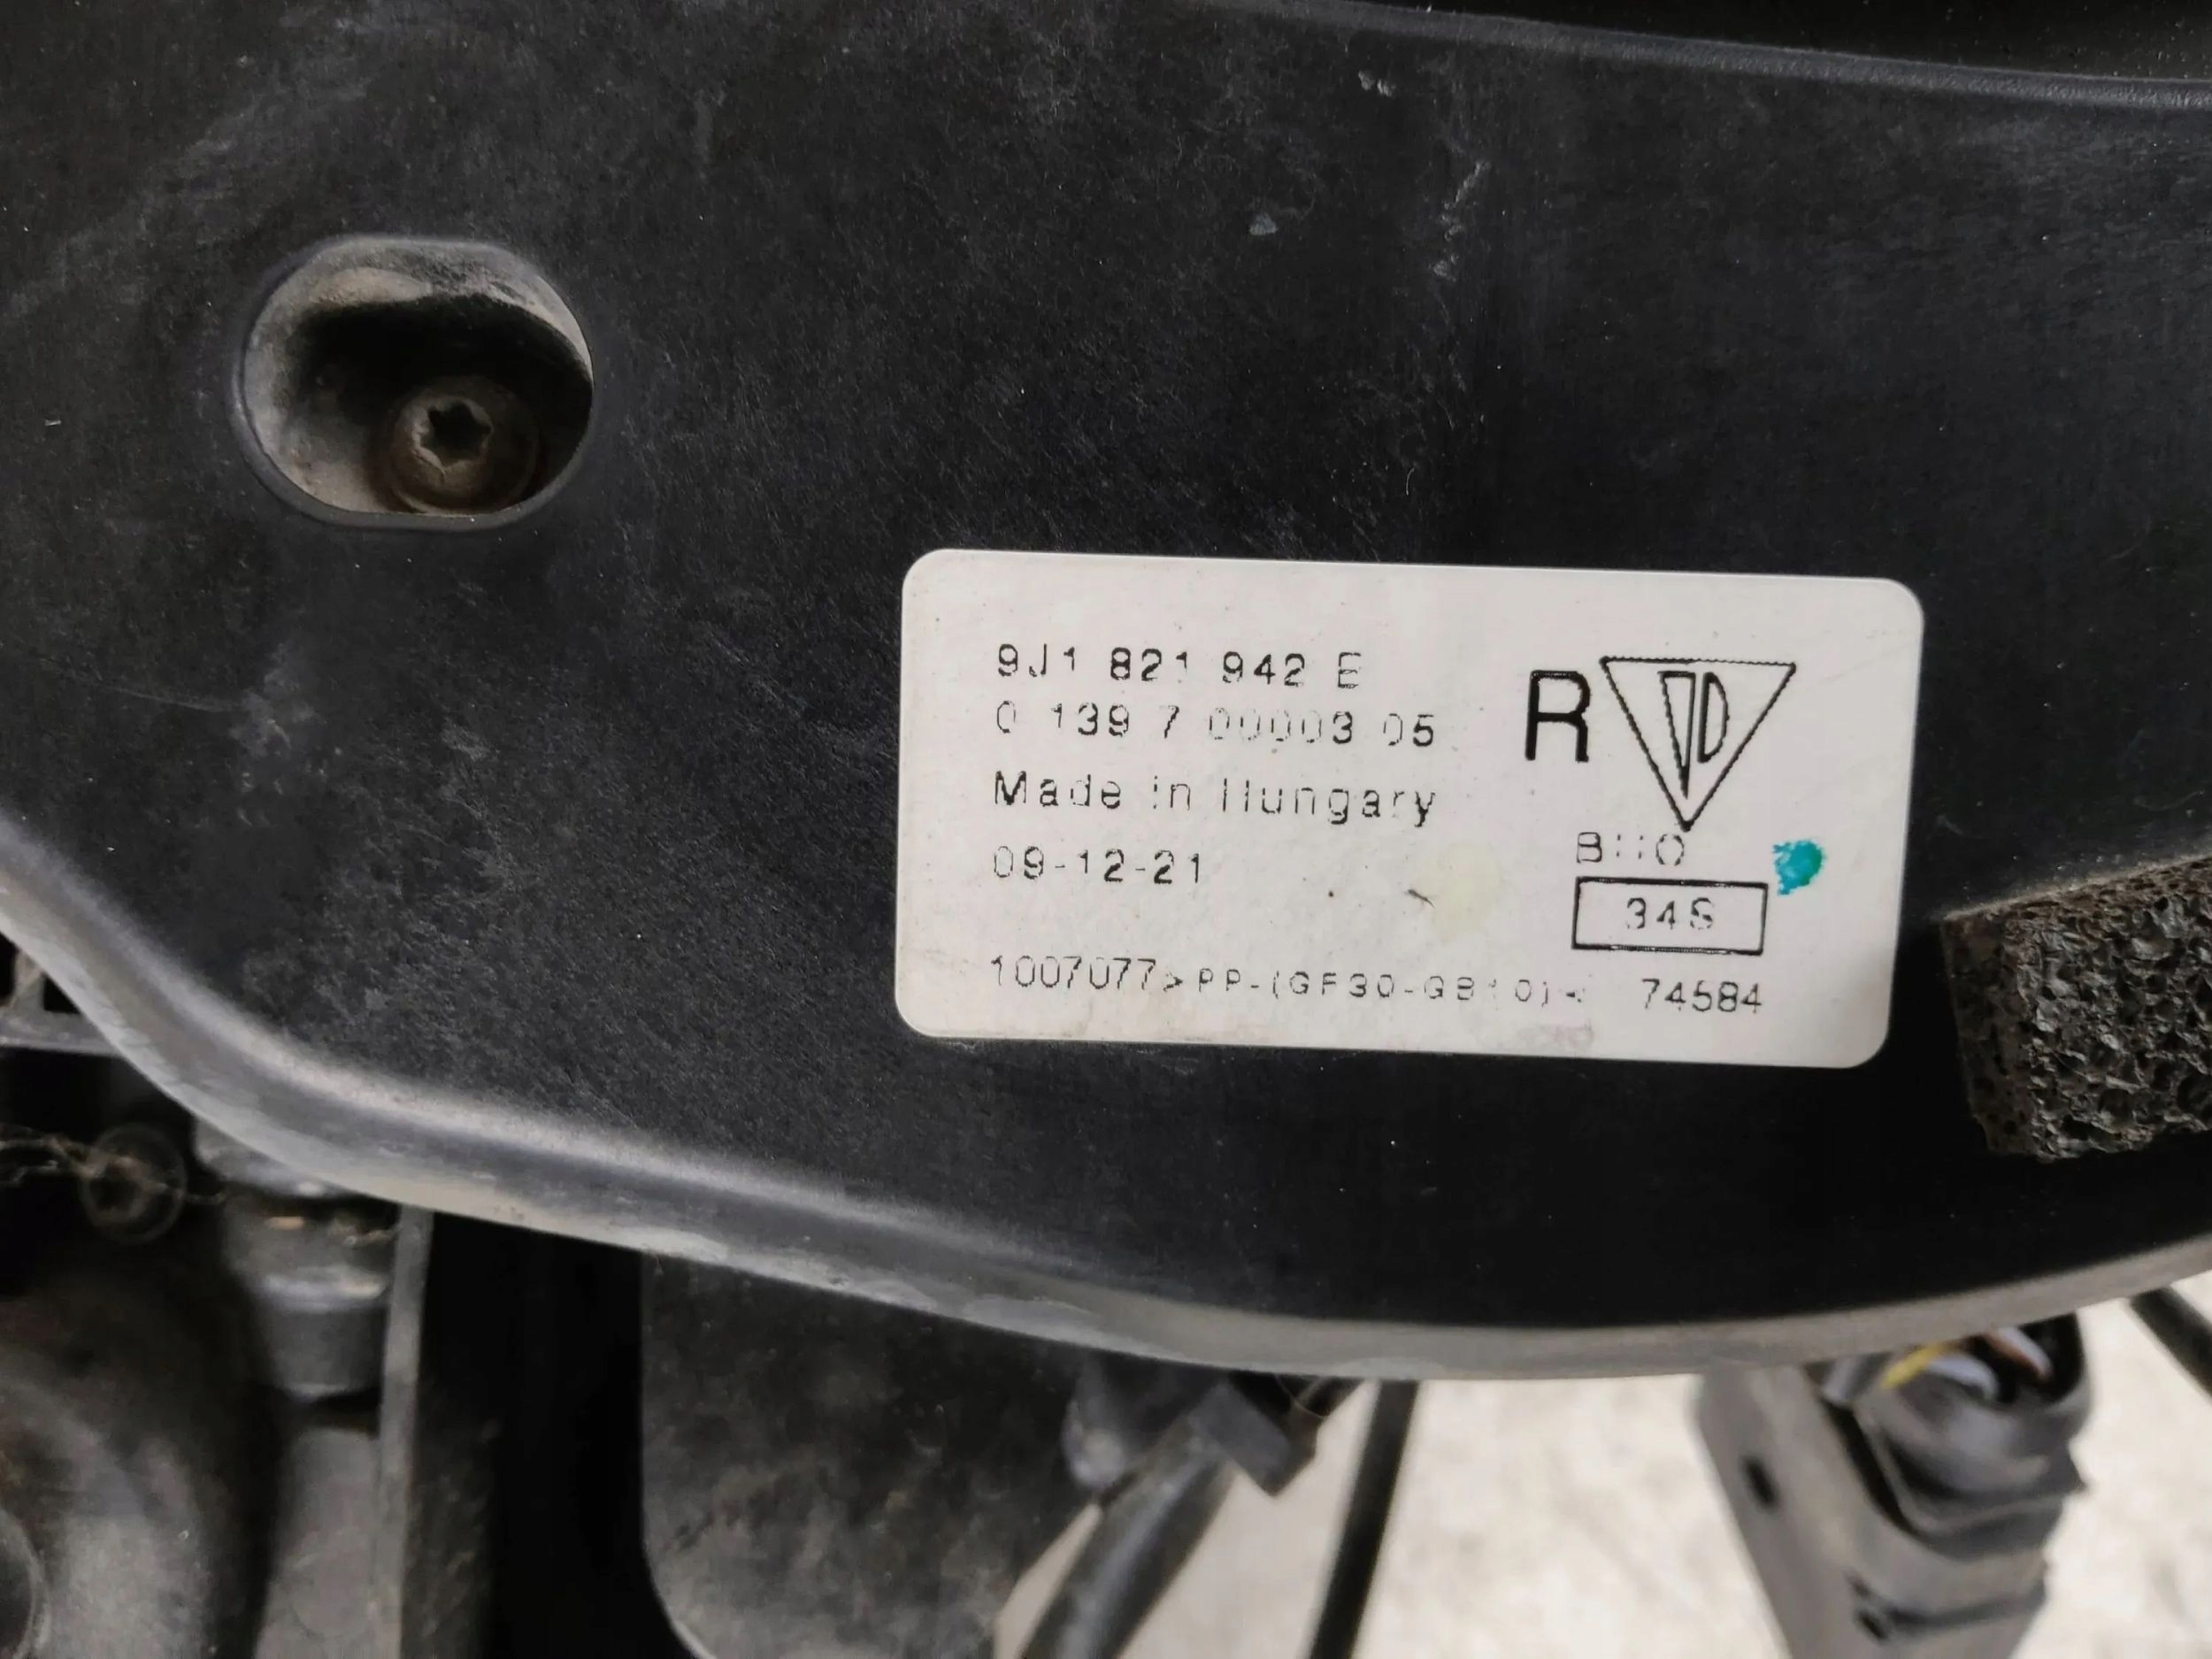 9J1 821 942 E
0 139 7 00003 05
Made in Hungary
09-12-21
R
34S
1007077>PP-(GF30-GB10)<
74584